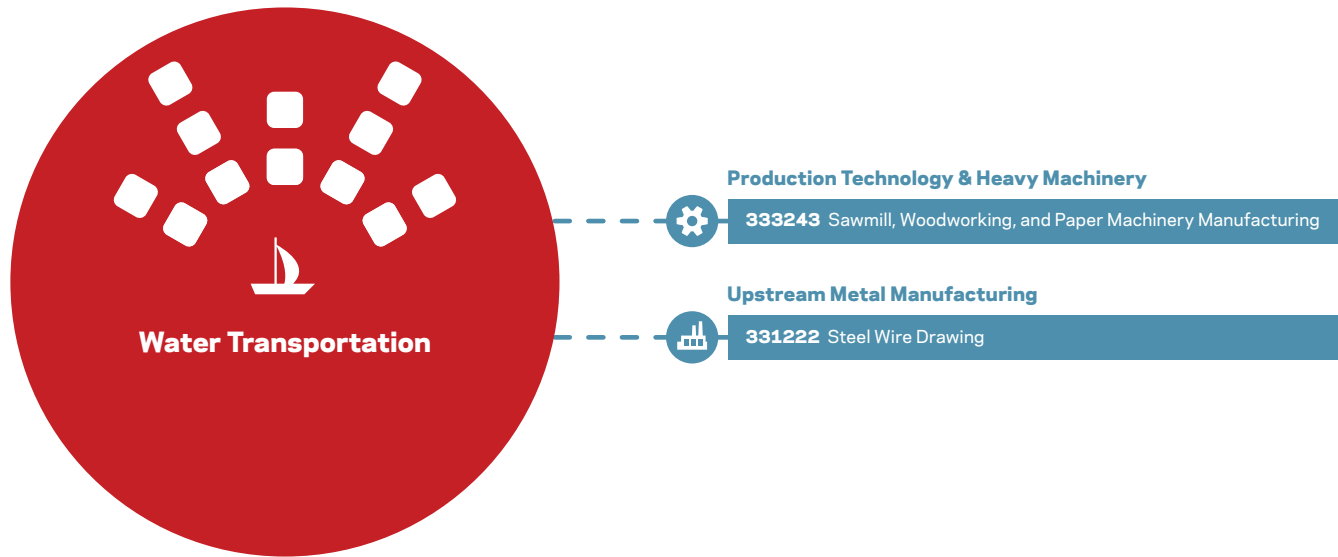 Water Transportation
Production Technology & Heavy Machinery
333243 Sawmill, Woodworking, and Paper Machinery Manufacturing
Upstream Metal Manufacturing
331222 Steel Wire Drawing